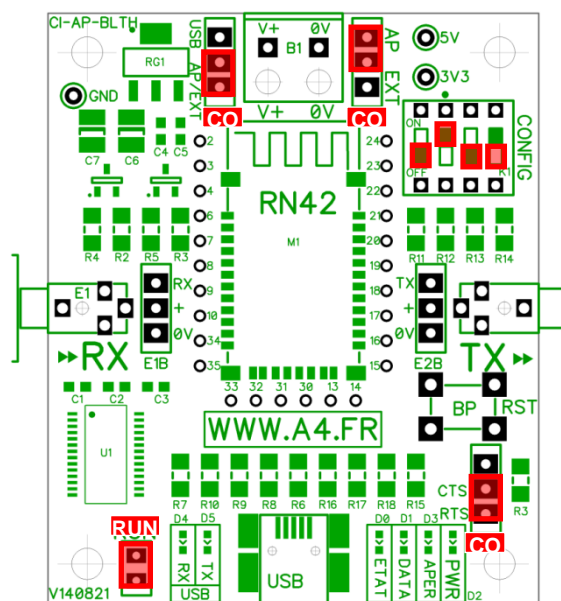 CI-AP-BLTH
USB
AP/EXT
V+ 0V
B1
V+ 0V
AP
EXT
5V
3V3
RG1
GND
CO
CO
ON
OFF
K1
CONFIG
C7 C6 C4 C5
2
3
4
6
7
8
9
10
34
35
24
23
22
21
20
19
18
17
16
15
RN42
M1
R4 R2 R5 R3
R11 R12 R13 R14
E1
RX
+
0V
E1B
RX
TX
+
0V
E2B
TX
33 32 31 30 13 14
C1 C2 C3
U1
WWW.A4.FR
BP
RST
CTS
RTS
CO
R3
R7 R10 R9 R8 R6 R16 R17 R18 R15
RUN
D4 D5
RX
TX
USB
USB
D0 D1 D3
ETAT
DATA
APER
PWR
D2
V140821